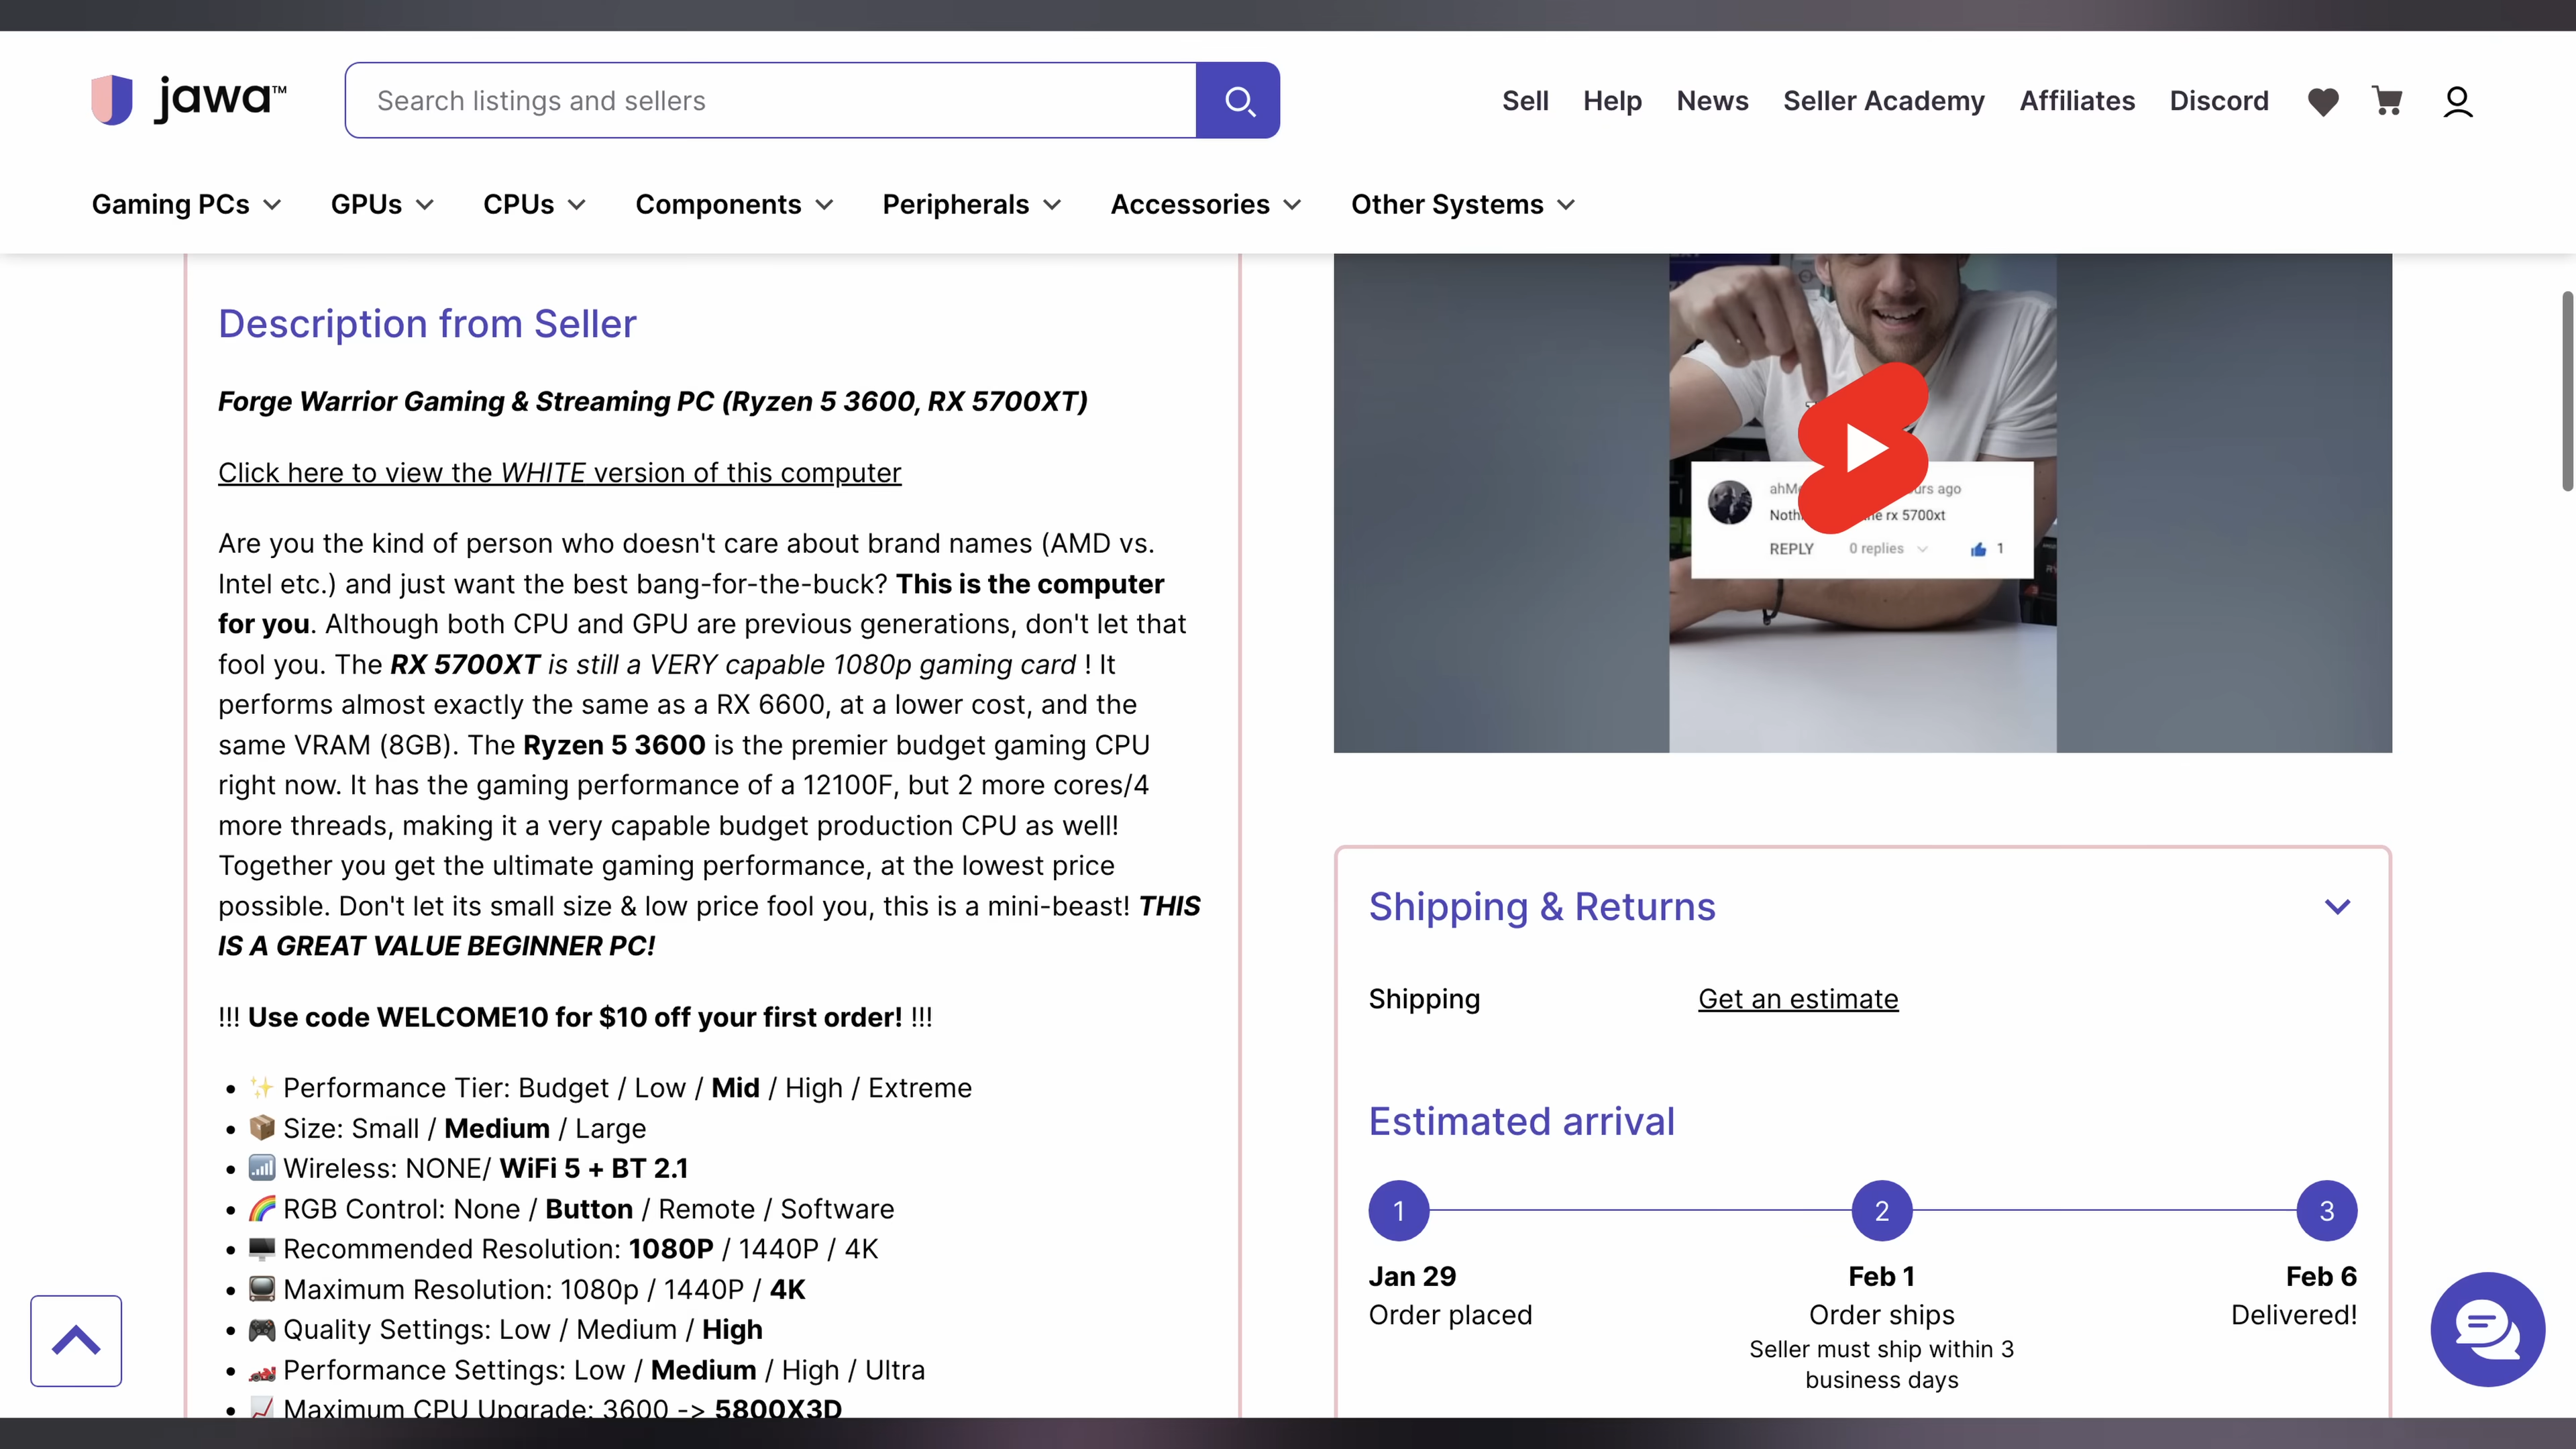 jawa™
Search listings and sellers
Sell Help News Seller Academy Affiliates Discord
Gaming PCs GPUs CPUs Components Peripherals Accessories Other Systems
Description from Seller
Forge Warrior Gaming & Streaming PC (Ryzen 5 3600, RX 5700XT)
Click here to view the WHITE version of this computer
Are you the kind of person who doesn't care about brand names (AMD vs.
Intel etc.) and just want the best bang-for-the-buck? This is the computer
for you. Although both CPU and GPU are previous generations, don't let that
fool you. The RX 5700XT is still a VERY capable 1080p gaming card ! It
performs almost exactly the same as a RX 6600, at a lower cost, and the
same VRAM (8GB). The Ryzen 5 3600 is the premier budget gaming CPU
right now. It has the gaming performance of a 12100F, but 2 more cores/4
more threads, making it a very capable budget production CPU as well!
Together you get the ultimate gaming performance, at the lowest price
possible. Don't let its small size & low price fool you, this is a mini-beast! THIS
IS A GREAT VALUE BEGINNER PC!
!!! Use code WELCOME10 for $10 off your first order! !!!
• ✨ Performance Tier: Budget / Low / Mid / High / Extreme
• 📦 Size: Small / Medium / Large
• 📶 Wireless: NONE/ WiFi 5 + BT 2.1
• 🌈 RGB Control: None / Button / Remote / Software
• 🖥️ Recommended Resolution: 1080P / 1440P / 4K
• 📺 Maximum Resolution: 1080p / 1440P / 4K
• 🎮 Quality Settings: Low / Medium / High
• 🏎️ Performance Settings: Low / Medium / High / Ultra
• 📈 Maximum CPU Upgrade: 3600 -> 5800X3D
ago
rx 5700xt
REPLY 0 replies 1
Shipping & Returns
Shipping Get an estimate
Estimated arrival
1 2 3
Jan 29 Feb 1 Feb 6
Order placed Order ships Delivered!
Seller must ship within 3
business days